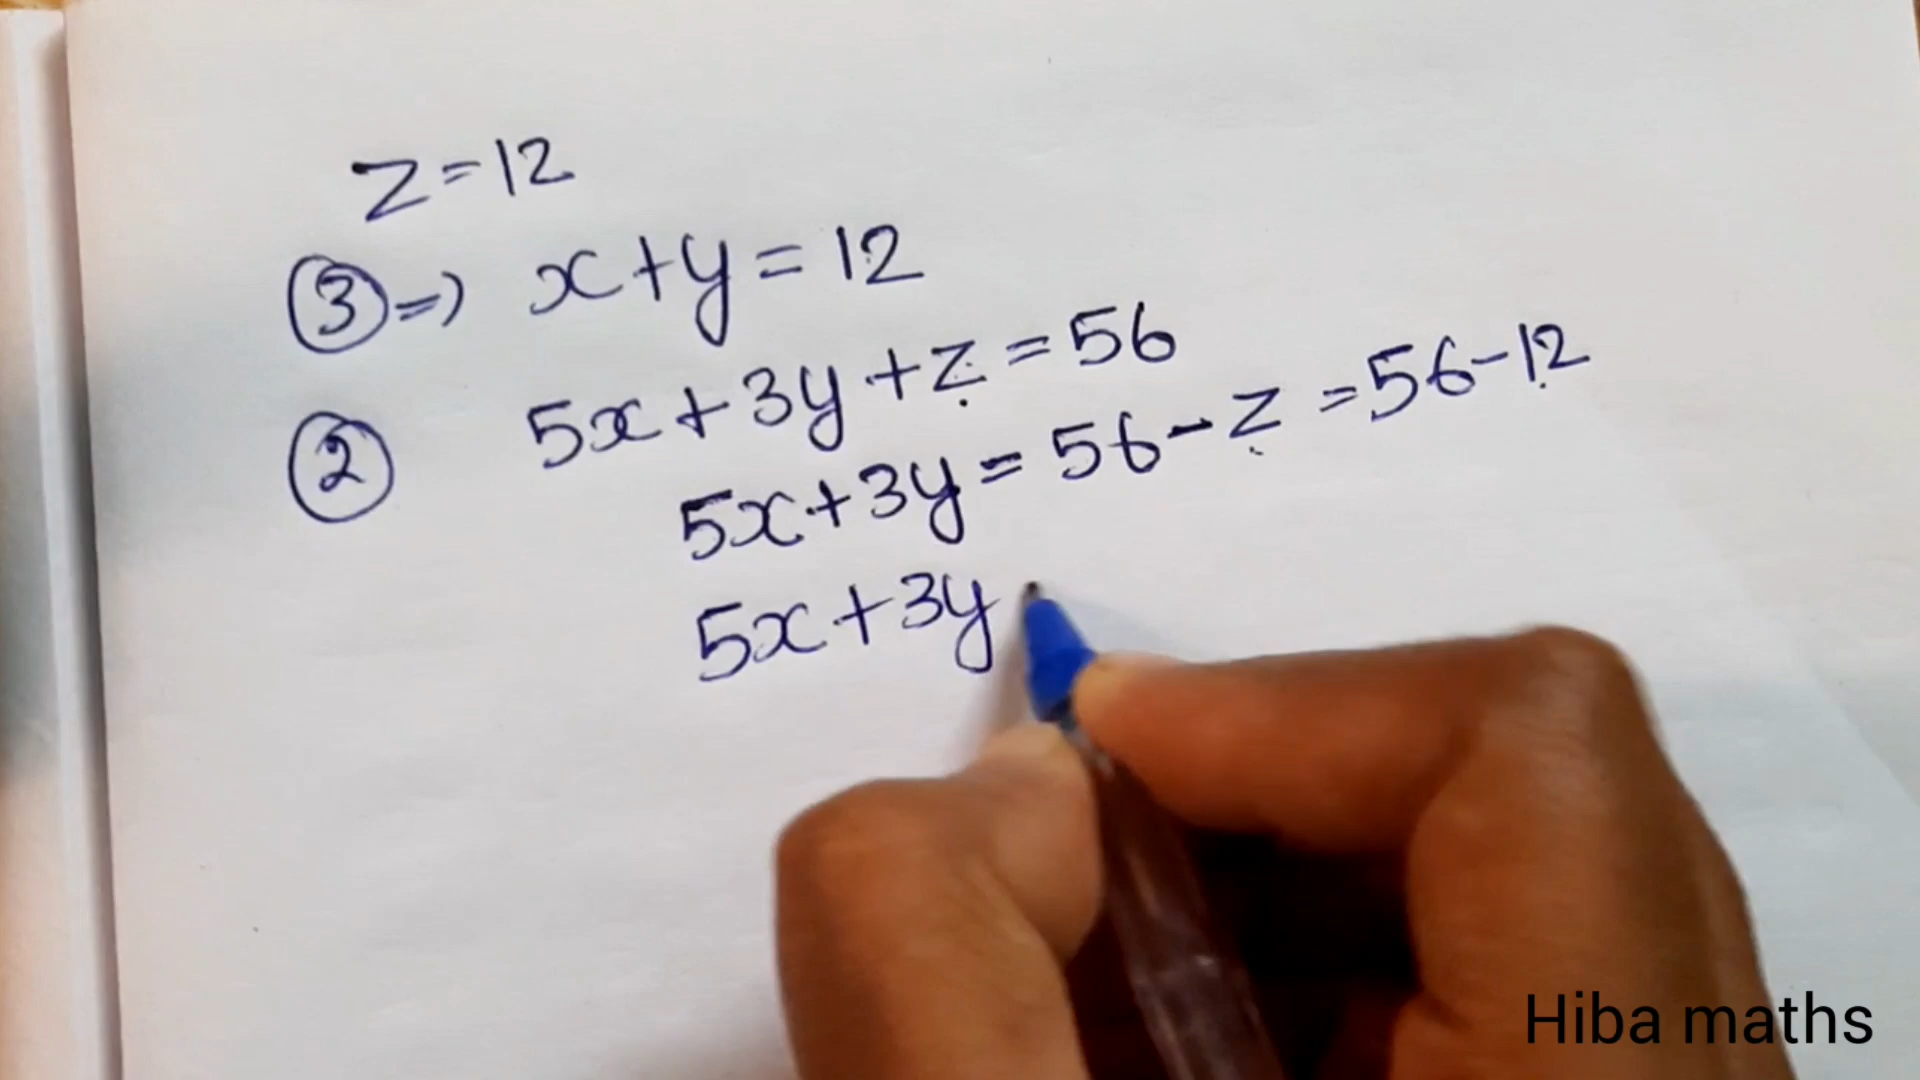 z=12
③=> x+y=12
② 5x+3y+z=56
5x+3y=56-z=56-12
5x+3y
Hiba maths